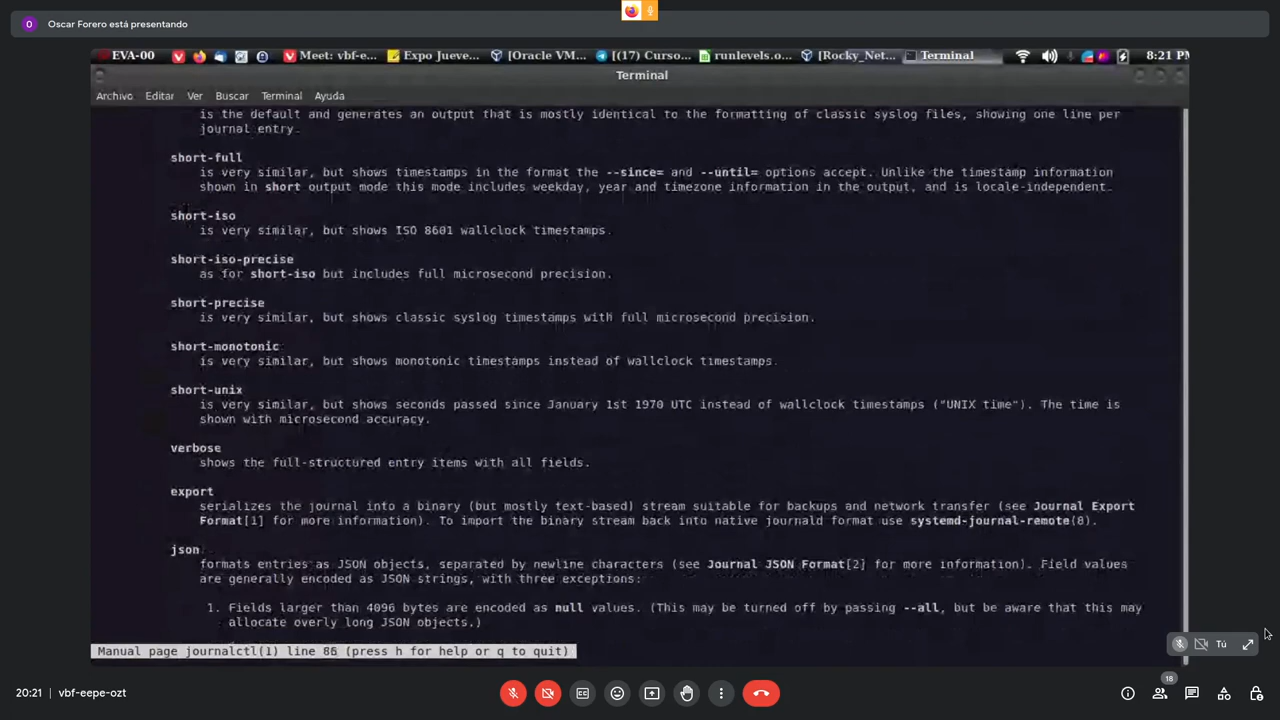 O Oscar Forero está presentando
EVA-00 Meet: vbf-e... Expo Jueve... [Oracle VM... [(17) Curso... runlevels.o... [Rocky_Net... Terminal 8:21 PM
Terminal
Archivo Editar Ver Buscar Terminal Ayuda
is the default and generates an output that is mostly identical to the formatting of classic syslog files, showing one line per
journal entry.
short-full
is very similar, but shows timestamps in the format the --since= and --until= options accept. Unlike the timestamp information
shown in short output mode this mode includes weekday, year and timezone information in the output, and is locale-independent.
short-iso
is very similar, but shows ISO 8601 wallclock timestamps.
short-iso-precise
as for short-iso but includes full microsecond precision.
short-precise
is very similar, but shows classic syslog timestamps with full microsecond precision.
short-monotonic
is very similar, but shows monotonic timestamps instead of wallclock timestamps.
short-unix
is very similar, but shows seconds passed since January 1st 1970 UTC instead of wallclock timestamps ("UNIX time"). The time is
shown with microsecond accuracy.
verbose
shows the full-structured entry items with all fields.
export
serializes the journal into a binary (but mostly text-based) stream suitable for backups and network transfer (see Journal Export
Format[1] for more information). To import the binary stream back into native journald format use systemd-journal-remote(8).
json
formats entries as JSON objects, separated by newline characters (see Journal JSON Format[2] for more information). Field values
are generally encoded as JSON strings, with three exceptions:
1. Fields larger than 4096 bytes are encoded as null values. (This may be turned off by passing --all, but be aware that this may
allocate overly long JSON objects.)
Manual page journalctl(1) line 86 (press h for help or q to quit)
Tú
20:21 vbf-eepe-ozt
18